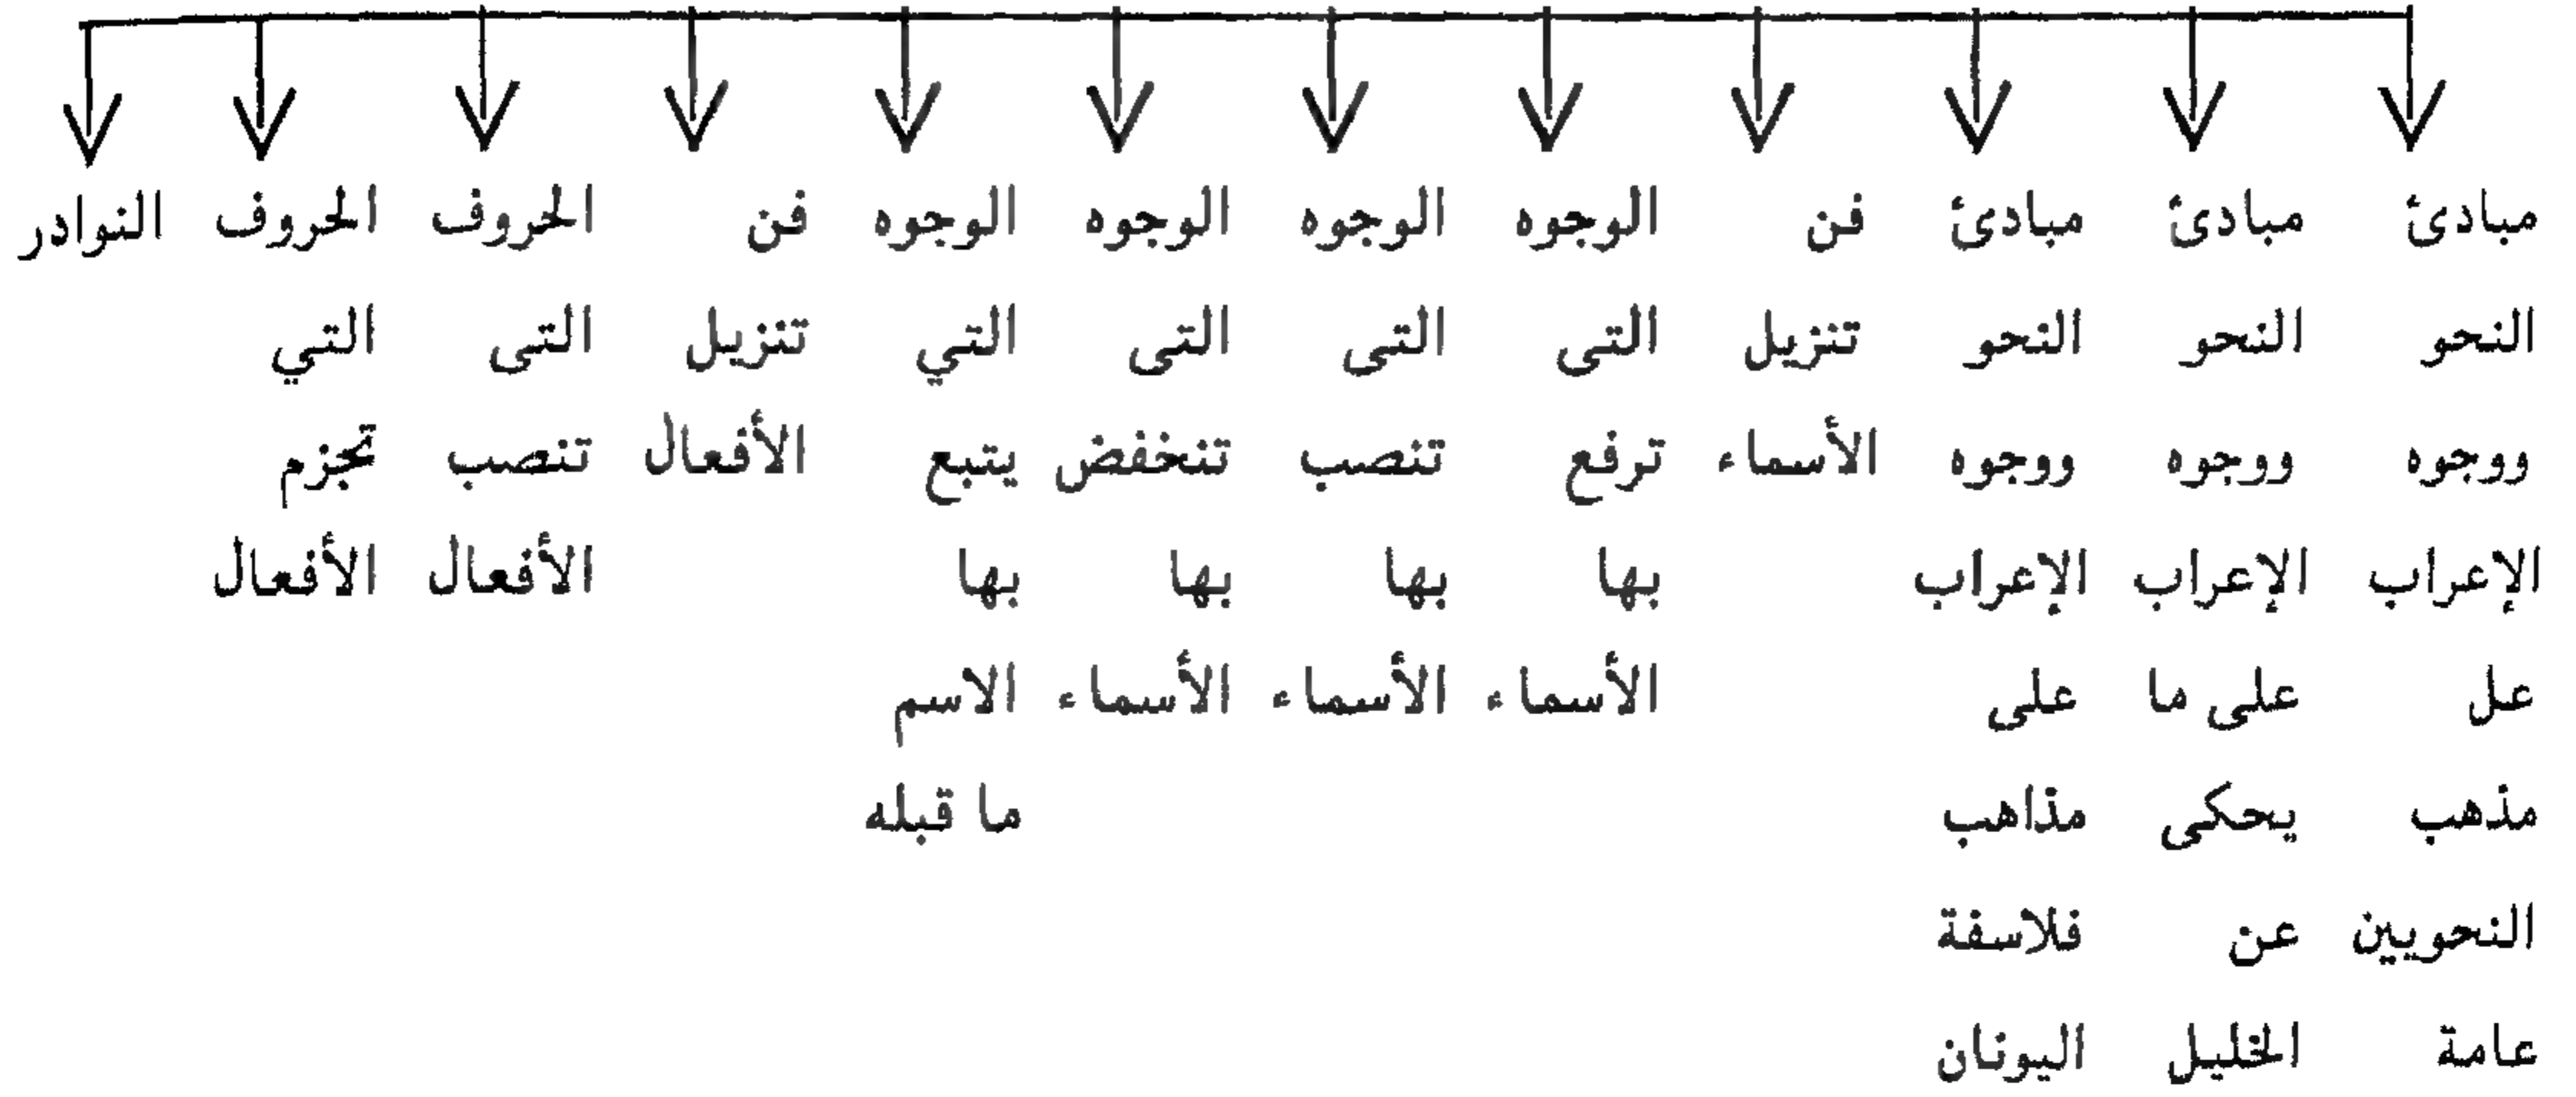 مبادئ
النحو
ووجوه
الإعراب
عل
مذهب
النحويين
عامة
مبادئ
النحو
ووجوه
الإعراب
على ما
يحكى
عن
الخليل
مبادئ
النحو
ووجوه
الإعراب
على
مذاهب
فلاسفة
اليونان
فن
تنزيل
الأسماء
الوجوه
التى
ترفع
بها
الأسماء
الوجوه
التى
تنصب
بها
الأسماء
الوجوه
التى
تنخفض
بها
الأسماء
الوجوه
التي
يتبع
بها
الاسم
ما قبله
فن
تنزيل
الأفعال
الحروف
التى
تنصب
الأفعال
الحروف
التي
تجزم
الأفعال
النوادر